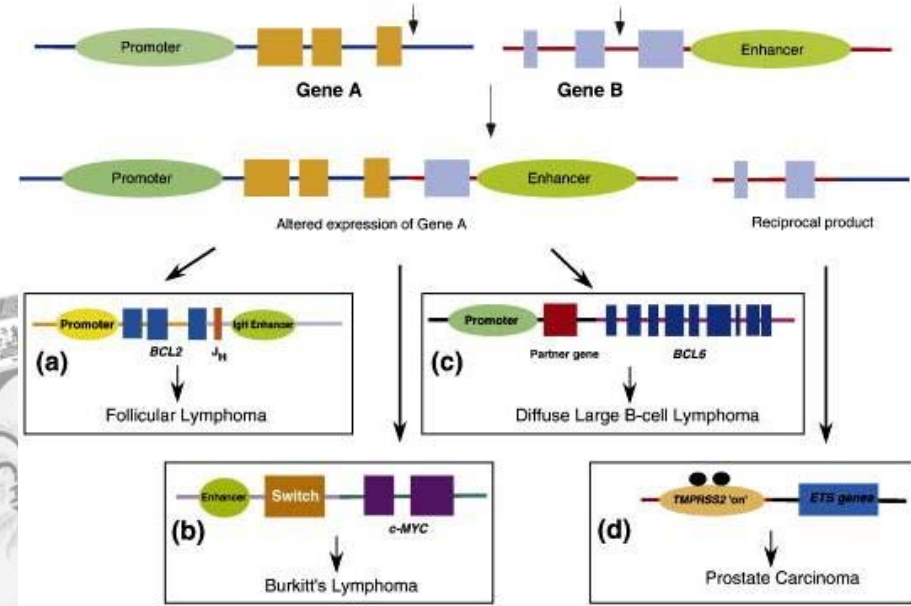 Promoter
Enhancer
Gene A
Gene B
Promoter
Enhancer
Altered expression of Gene A
Reciprocal product
Promoter
IgH Enhancer
BCL2
JH
(a)
Follicular Lymphoma
Promoter
Partner gene
BCL6
(c)
Diffuse Large B-cell Lymphoma
Enhancer
Switch
c-MYC
(b)
Burkitt's Lymphoma
TMPRSS2 'on'
ETS genes
(d)
Prostate Carcinoma